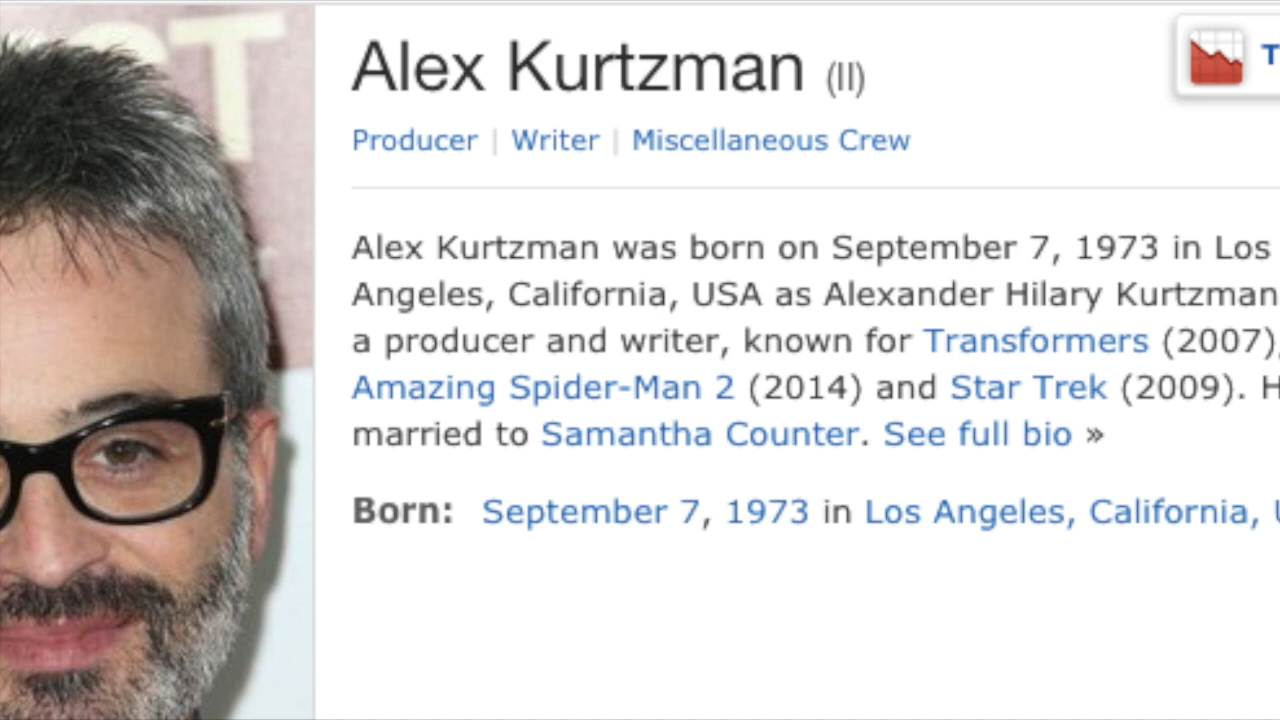 Alex Kurtzman (II)
Producer | Writer | Miscellaneous Crew
Alex Kurtzman was born on September 7, 1973 in Los
Angeles, California, USA as Alexander Hilary Kurtzman
a producer and writer, known for Transformers (2007),
Amazing Spider-Man 2 (2014) and Star Trek (2009). H
married to Samantha Counter. See full bio »
Born: September 7, 1973 in Los Angeles, California,